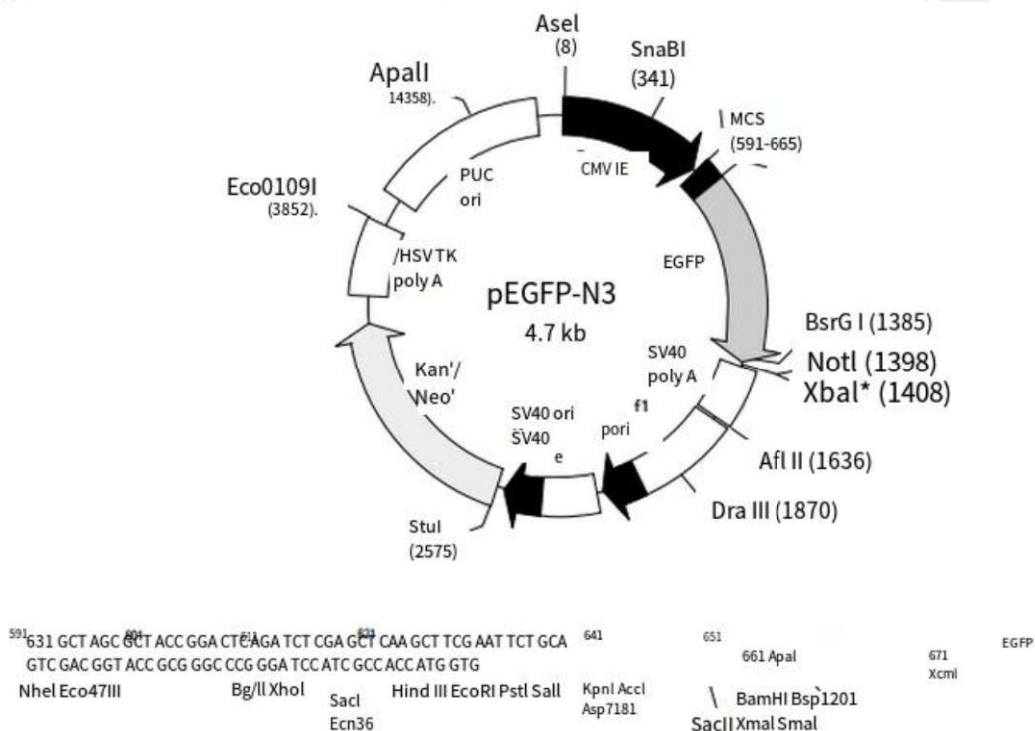 AseI
(8)
SnaBI
(341)
ApalI
14358).
MCS
(591-665)
CMV IE
PUC
ori
Eco0109I
(3852).
/HSV TK
poly A
EGFP
pEGFP-N3
4.7 kb
BsrG I (1385)
NotI (1398)
XbaI* (1408)
SV40
poly A
Kan'/
Neo'
f1
SV40 ori
SV40
pori
e
Afl II (1636)
Dra III (1870)
StuI
(2575)
591
631 GCT AGC GCT ACC GGA CTC AGA TCT CGA GCT CAA GCT TCG AAT TCT GCA
641
651
EGFP
GTC GAC GGT ACC GCG GGC CCG GGA TCC ATC GCC ACC ATG GTG
661 ApaI
671
XcmI
NheI Eco47III
Bg/ll XhoI
SacI
Ecn36
Hind III EcoRI PstI SalI
KpnI AccI
Asp7181
BamHI Bsp1201
SacII XmaI SmaI